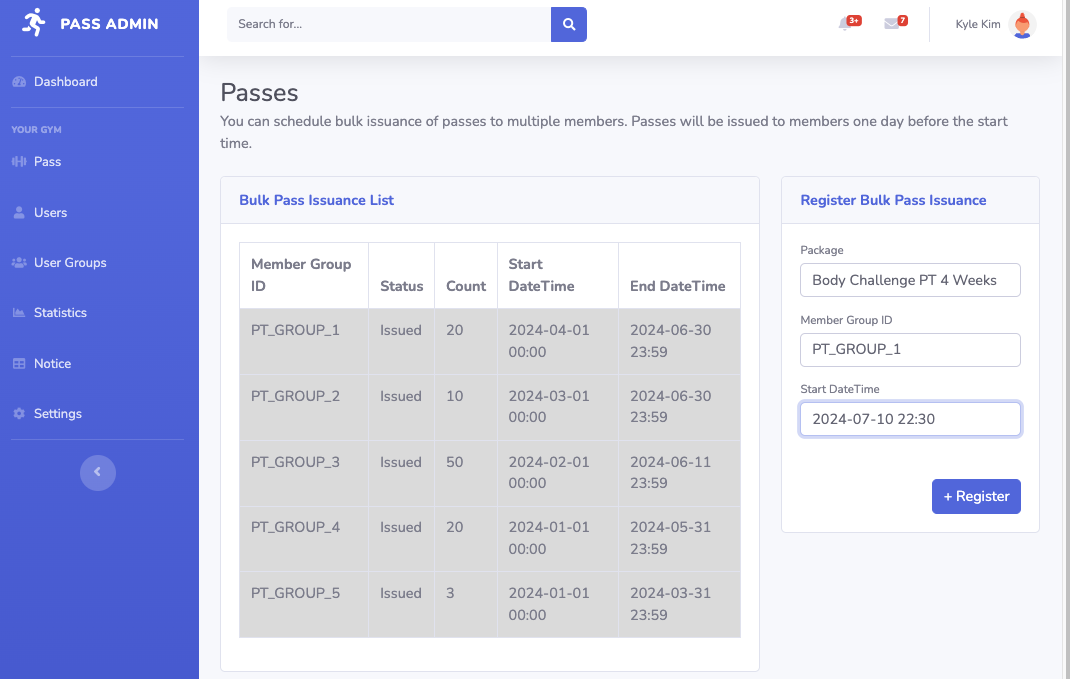 PASS ADMIN
Search for...
3+
7
Kyle Kim
Dashboard
YOUR GYM
Pass
Users
User Groups
Statistics
Notice
Settings
Passes
You can schedule bulk issuance of passes to multiple members. Passes will be issued to members one day before the start
time.
Bulk Pass Issuance List
Member Group ID Status Count Start DateTime End DateTime
PT_GROUP_1 Issued 20 2024-04-01 00:00 2024-06-30 23:59
PT_GROUP_2 Issued 10 2024-03-01 00:00 2024-06-30 23:59
PT_GROUP_3 Issued 50 2024-02-01 00:00 2024-06-11 23:59
PT_GROUP_4 Issued 20 2024-01-01 00:00 2024-05-31 23:59
PT_GROUP_5 Issued 3 2024-01-01 00:00 2024-03-31 23:59
Register Bulk Pass Issuance
Package
Body Challenge PT 4 Weeks
Member Group ID
PT_GROUP_1
Start DateTime
2024-07-10 22:30
+ Register